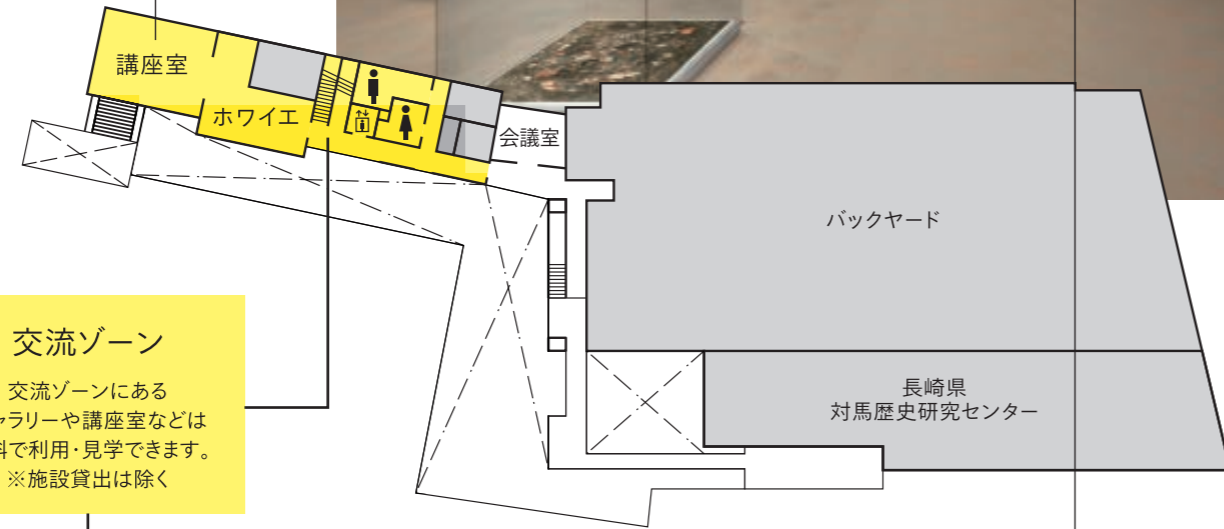 講座室
ホワイエ
会議室
バックヤード
長崎県
対馬歴史研究センター
交流ゾーン
交流ゾーンにある
ャラリーや講座室などは
料で利用・見学できます。
※施設貸出は除く